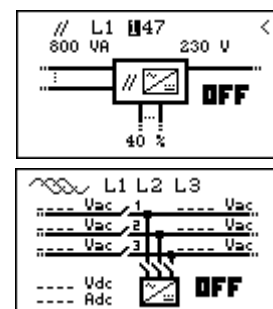 // L1 147 <
800 VA 230 V
// OFF
40 %
L1 L2 L3
---- Vac 1 ---- Vac
---- Vac 2 ---- Vac
---- Vac 3 ---- Vac
---- Vdc
---- Adc OFF